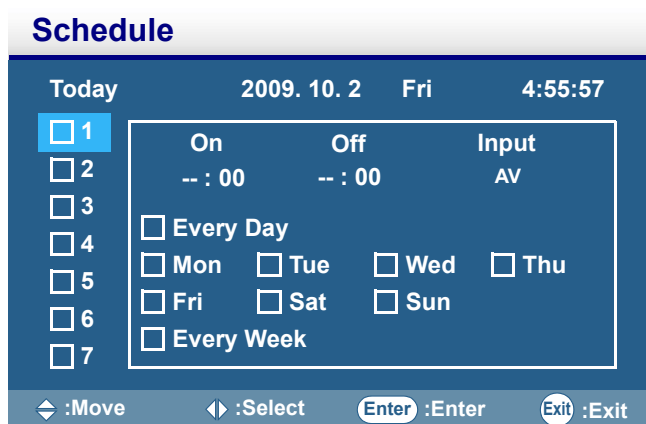 Schedule
Today 2009. 10. 2 Fri 4:55:57
1
2
3
4
5
6
7
On Off Input
-- : 00 -- : 00 AV
Every Day
Mon Tue Wed Thu
Fri Sat Sun
Every Week
:Move :Select Enter :Enter Exit :Exit